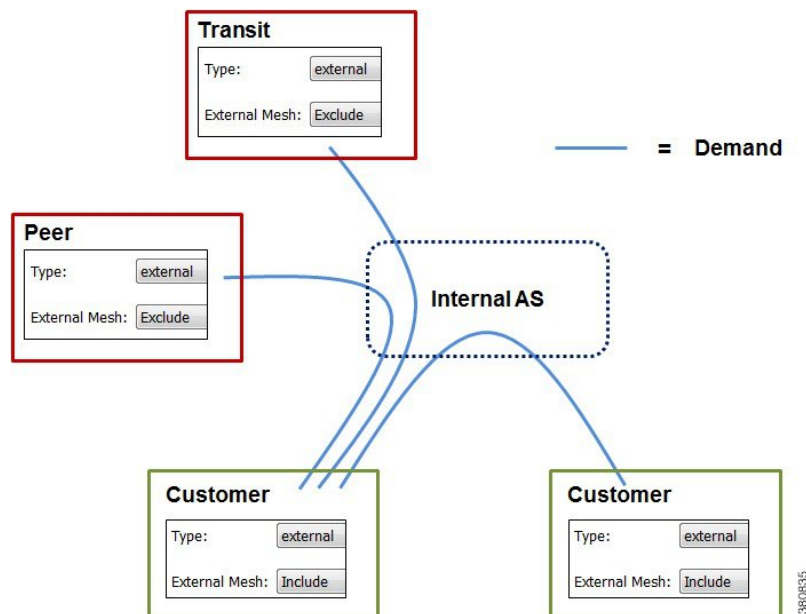 Transit
Type: external
External Mesh: Exclude
= Demand
Peer
Type: external
External Mesh: Exclude
Internal AS
Customer
Type: external
External Mesh: Include
Customer
Type: external
External Mesh: Include
380835